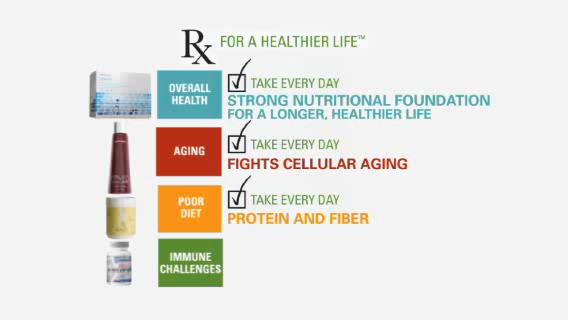 Rx FOR A HEALTHIER LIFE™
OVERALL
HEALTH
TAKE EVERY DAY
STRONG NUTRITIONAL FOUNDATION
FOR A LONGER, HEALTHIER LIFE
AGING
TAKE EVERY DAY
FIGHTS CELLULAR AGING
POOR
DIET
TAKE EVERY DAY
PROTEIN AND FIBER
IMMUNE
CHALLENGES